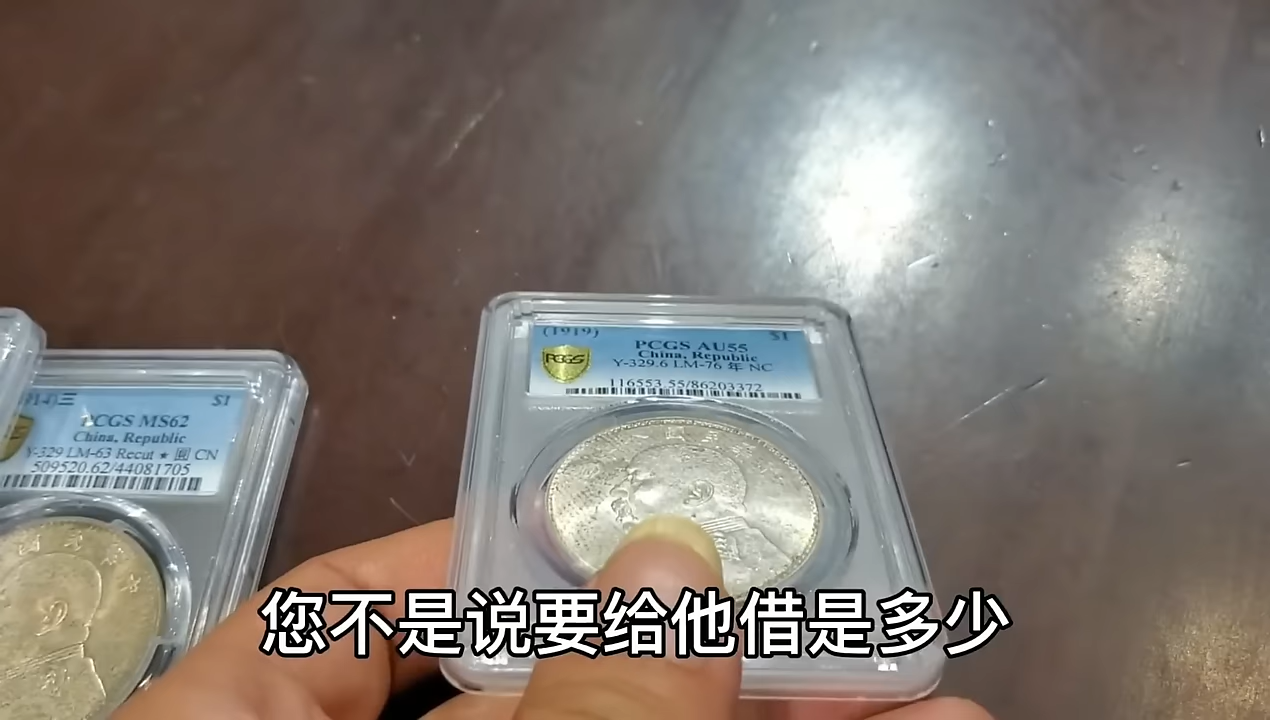 (1919) $1
PCGS AU55
China, Republic
Y-329.6 LM-76 年 NC
116553.55/86203372
PCGS
三 $1
PCGS MS62
China, Republic
Y-329 LM-63 Recut ★ 圓 CN
509520.62/44081705
您不是说要给他借是多少